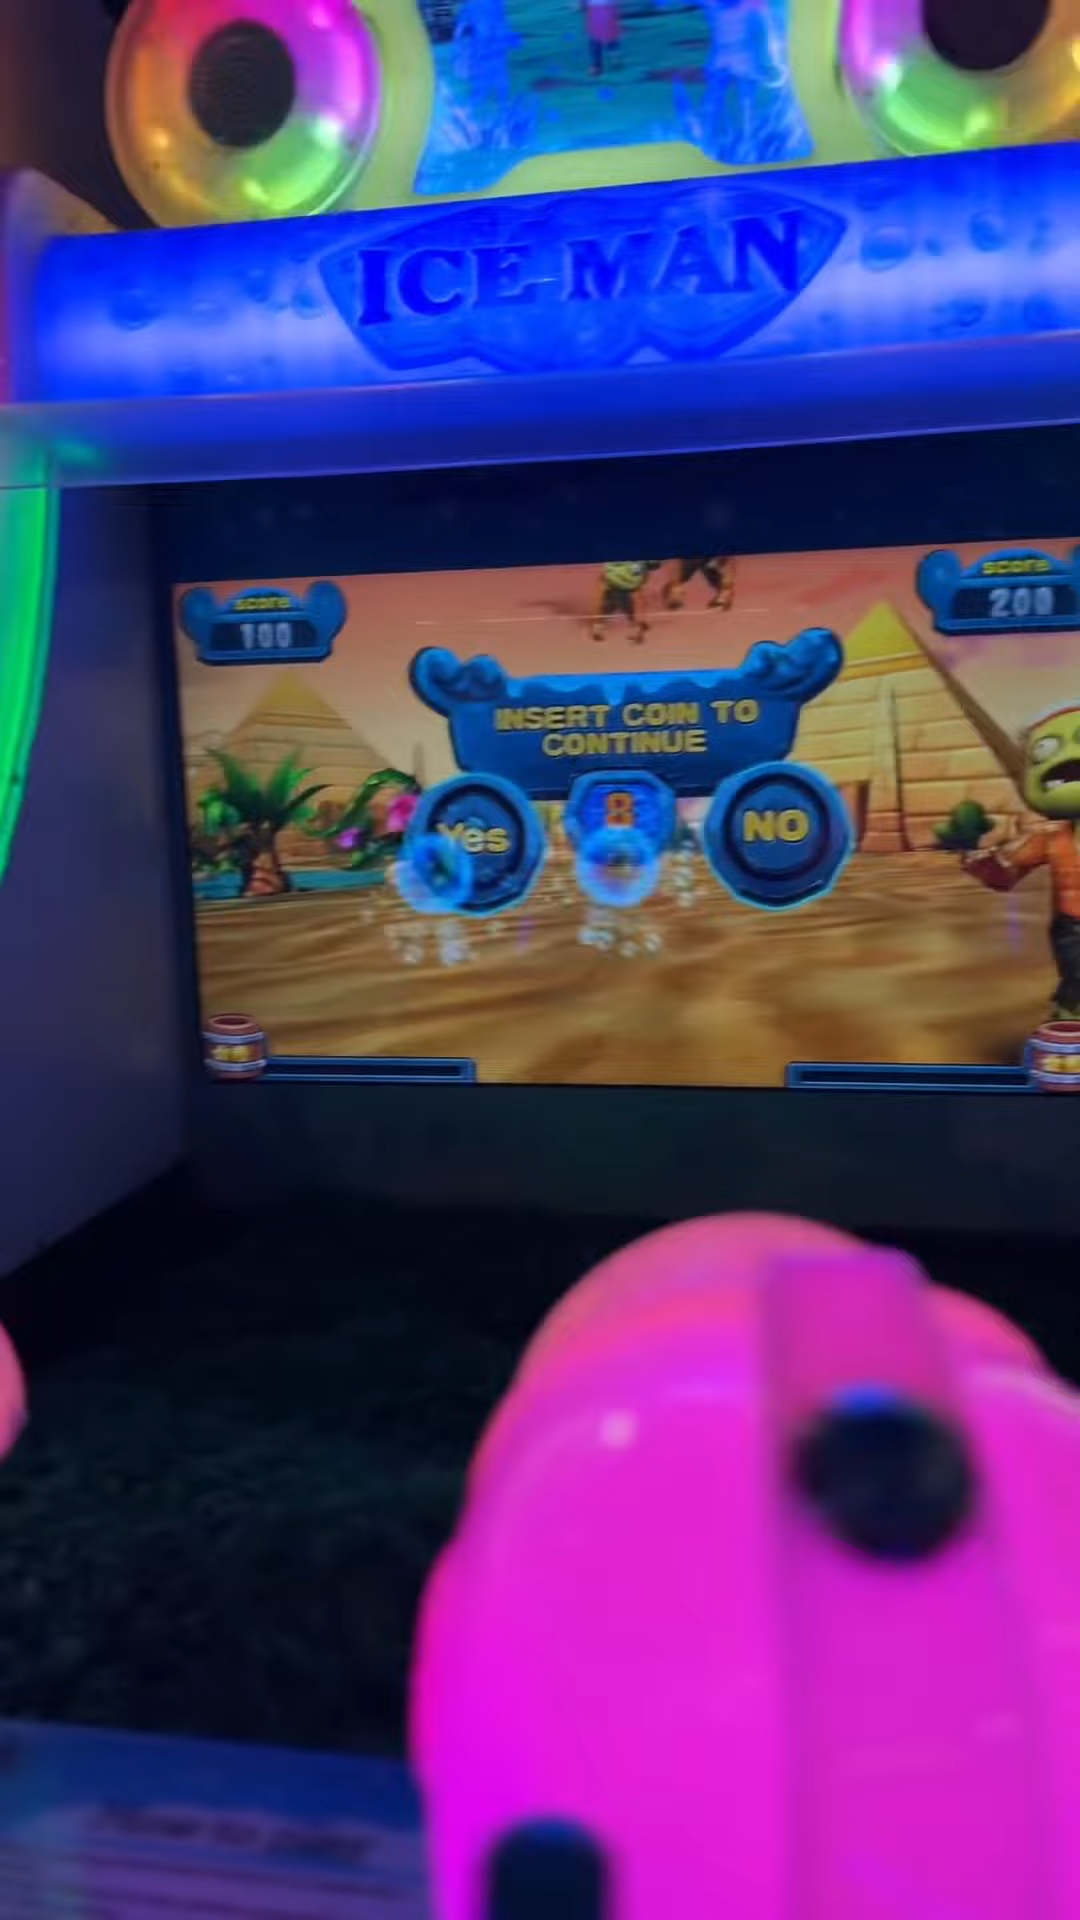 ICE MAN
score
100
score
200
INSERT COIN TO
CONTINUE
Yes
8
NO